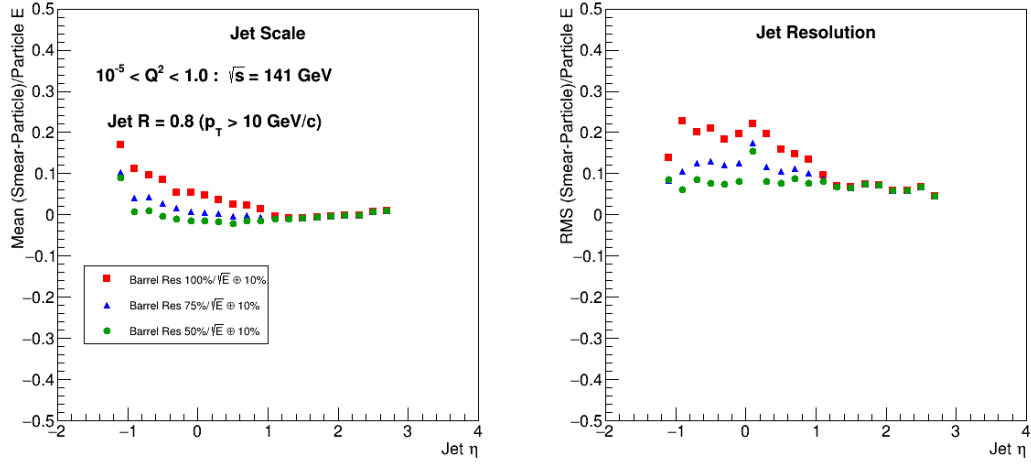 Jet Scale
10⁻⁵ < Q² < 1.0 : √s = 141 GeV
Jet R = 0.8 (p_T > 10 GeV/c)
Mean (Smear-Particle)/Particle E
0.5
0.4
0.3
0.2
0.1
0
−0.1
−0.2
−0.3
−0.4
−0.5
Barrel Res 100%/√E ⊕ 10%
Barrel Res 75%/√E ⊕ 10%
Barrel Res 50%/√E ⊕ 10%
−2 −1 0 1 2 3 4
Jet η
Jet Resolution
RMS (Smear-Particle)/Particle E
0.5
0.4
0.3
0.2
0.1
0
−0.1
−0.2
−0.3
−0.4
−0.5
−2 −1 0 1 2 3 4
Jet η